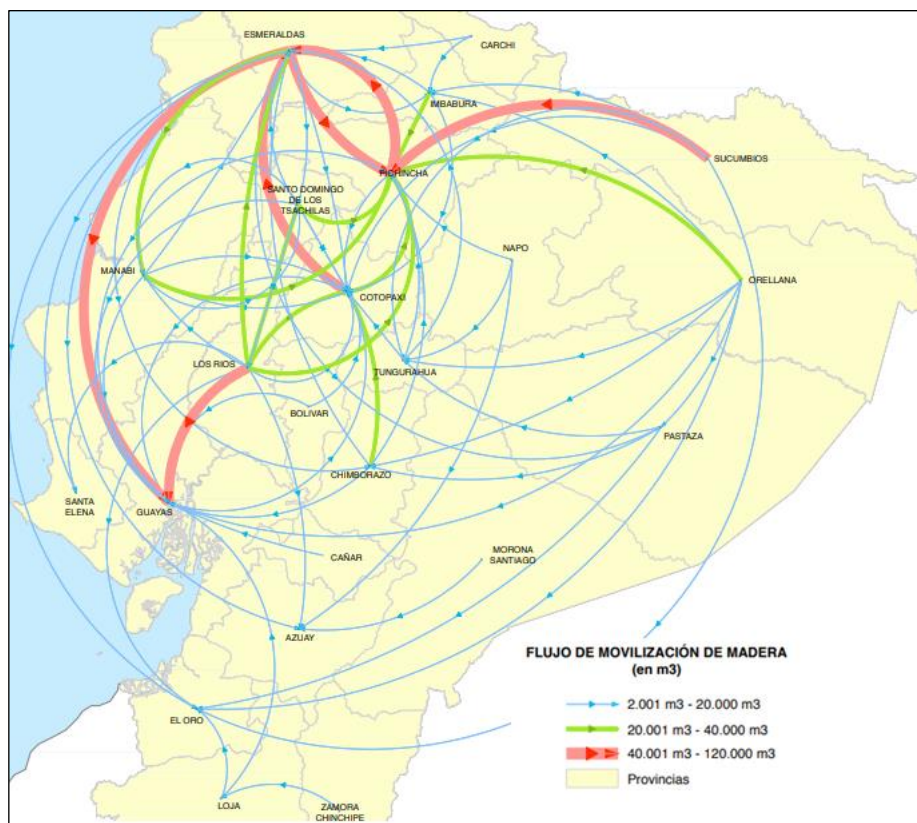 ESMERALDAS
CARCHI
IMBABURA
SUCUMBIOS
PICHINCHA
SANTO DOMINGO
DE LOS
TSACHILAS
NAPO
MANABI
COTOPAXI
ORELLANA
LOS RIOS
TUNGURAHUA
BOLIVAR
PASTAZA
CHIMBORAZO
SANTA
ELENA
GUAYAS
CAÑAR
MORONA
SANTIAGO
AZUAY
FLUJO DE MOVILIZACIÓN DE MADERA
(en m3)
2.001 m3 - 20.000 m3
20.001 m3 - 40.000 m3
40.001 m3 - 120.000 m3
Provincias
EL ORO
LOJA
ZAMORA
CHINCHIPE